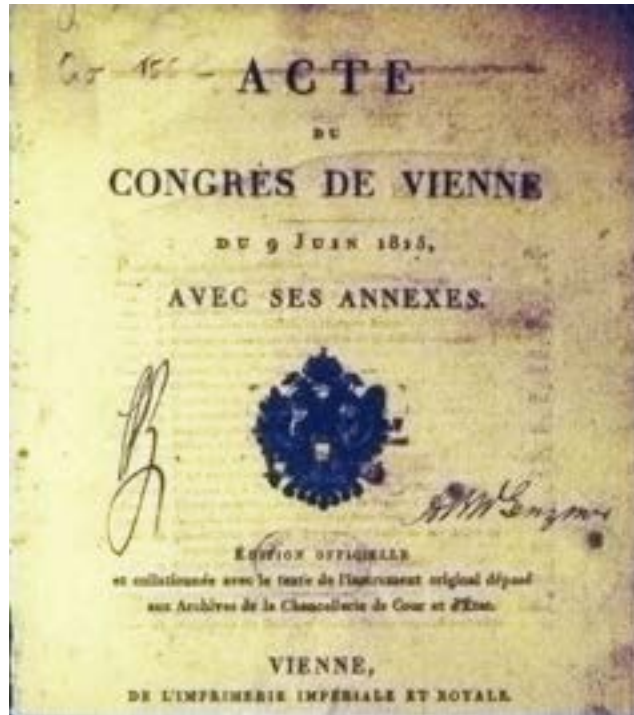 ACTE
DU
CONGRÈS DE VIENNE
DU 9 JUIN 1815,
AVEC SES ANNEXES.
ÉDITION OFFICIELLE
et collationnée avec le texte de l'instrument original déposé
aux Archives de la Chancellerie de Cour et d'État.
VIENNE,
DE L'IMPRIMERIE IMPÉRIALE ET ROYALE.